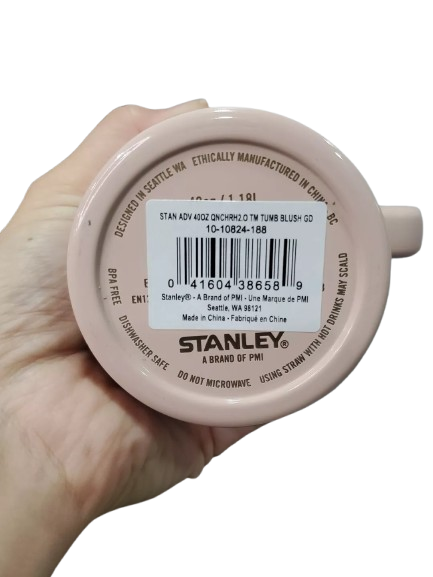 DESIGNED IN SEATTLE WA ETHICALLY MANUFACTURED IN CHINA BC
STAN ADV 40OZ QNCHRH2.O TM TUMB BLUSH GD
10-10824-188
0 41604 38658 9
Stanley® - A Brand of PMI - Une Marque de PMI
Seattle, WA 98121
Made in China - Fabriqué en Chine
STANLEY®
A BRAND OF PMI
BPA FREE
DISHWASHER SAFE
DO NOT MICROWAVE
USING STRAW WITH HOT DRINKS MAY SCALD